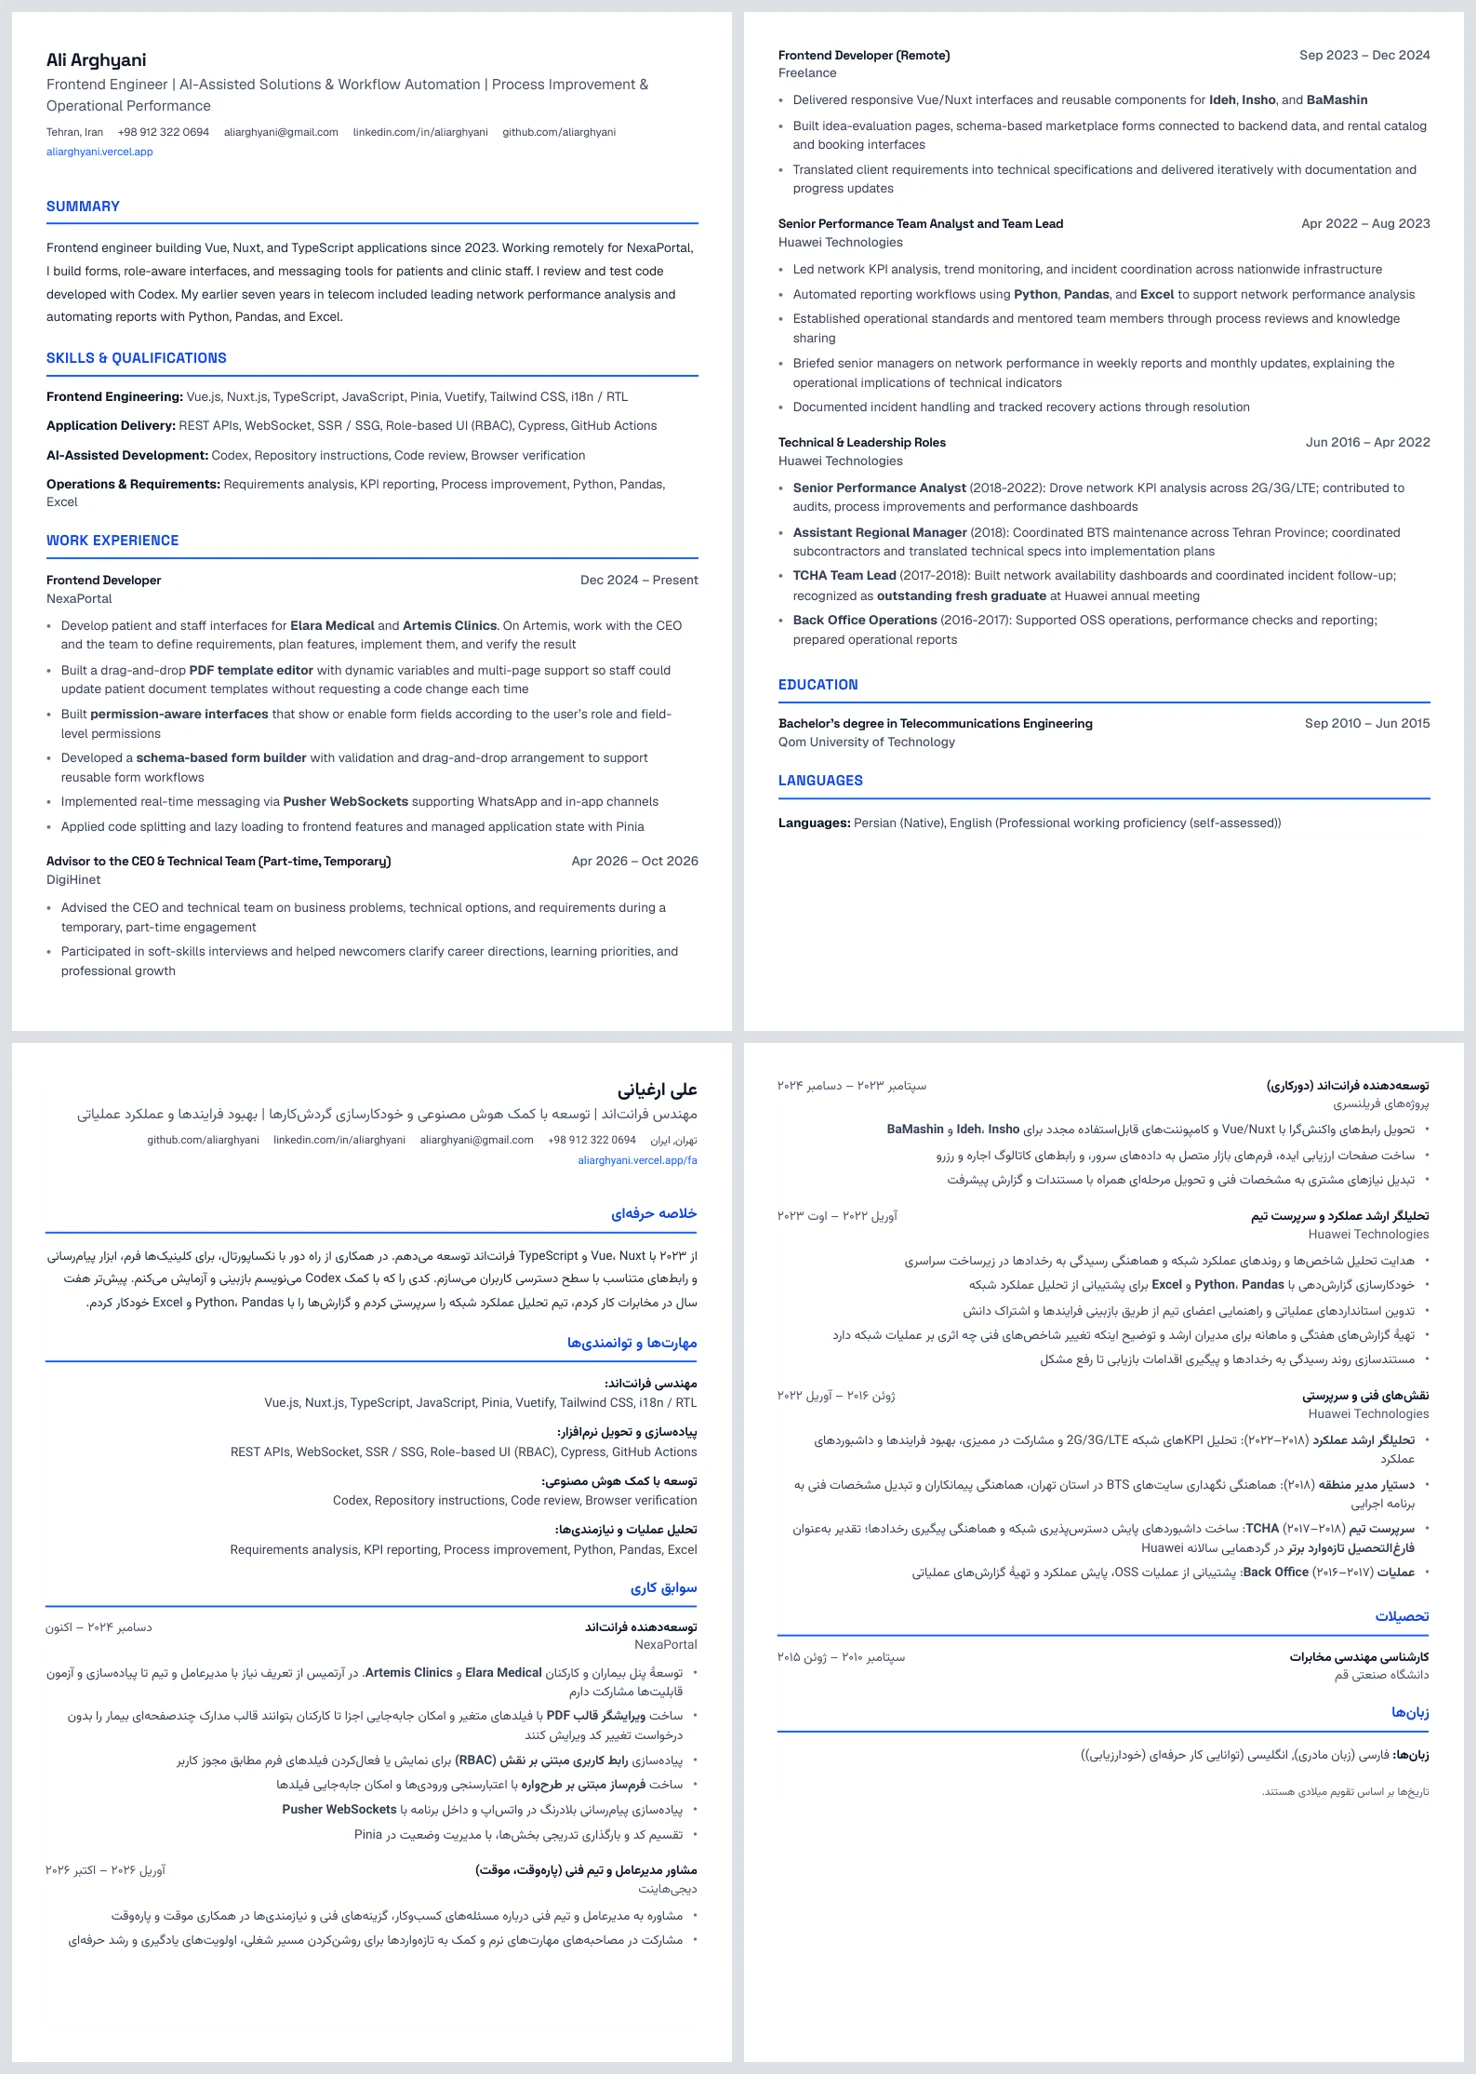 Ali Arghyani
Frontend Engineer | AI-Assisted Solutions & Workflow Automation | Process Improvement &
Operational Performance
Tehran, Iran +98 912 322 0694 aliarghyani@gmail.com linkedin.com/in/aliarghyani github.com/aliarghyani
aliarghyani.vercel.app
SUMMARY
Frontend engineer building Vue, Nuxt, and TypeScript applications since 2023. Working remotely for NexaPortal,
I build forms, role-aware interfaces, and messaging tools for patients and clinic staff. I review and test code
developed with Codex. My earlier seven years in telecom included leading network performance analysis and
automating reports with Python, Pandas, and Excel.
SKILLS & QUALIFICATIONS
Frontend Engineering: Vue.js, Nuxt.js, TypeScript, JavaScript, Pinia, Vuetify, Tailwind CSS, i18n / RTL
Application Delivery: REST APIs, WebSocket, SSR / SSG, Role-based UI (RBAC), Cypress, GitHub Actions
AI-Assisted Development: Codex, Repository instructions, Code review, Browser verification
Operations & Requirements: Requirements analysis, KPI reporting, Process improvement, Python, Pandas,
Excel
WORK EXPERIENCE
Frontend Developer Dec 2024 – Present
NexaPortal
• Develop patient and staff interfaces for Elara Medical and Artemis Clinics. On Artemis, work with the CEO
and the team to define requirements, plan features, implement them, and verify the result
• Built a drag-and-drop PDF template editor with dynamic variables and multi-page support so staff could
update patient document templates without requesting a code change each time
• Built permission-aware interfaces that show or enable form fields according to the user's role and field-
level permissions
• Developed a schema-based form builder with validation and drag-and-drop arrangement to support
reusable form workflows
• Implemented real-time messaging via Pusher WebSockets supporting WhatsApp and in-app channels
• Applied code splitting and lazy loading to frontend features and managed application state with Pinia
Advisor to the CEO & Technical Team (Part-time, Temporary) Apr 2026 – Oct 2026
DigiHinet
• Advised the CEO and technical team on business problems, technical options, and requirements during a
temporary, part-time engagement
• Participated in soft-skills interviews and helped newcomers clarify career directions, learning priorities, and
professional growth
Frontend Developer (Remote) Sep 2023 – Dec 2024
Freelance
• Delivered responsive Vue/Nuxt interfaces and reusable components for Ideh, Insho, and BaMashin
• Built idea-evaluation pages, schema-based marketplace forms connected to backend data, and rental catalog
and booking interfaces
• Translated client requirements into technical specifications and delivered iteratively with documentation and
progress updates
Senior Performance Team Analyst and Team Lead Apr 2022 – Aug 2023
Huawei Technologies
• Led network KPI analysis, trend monitoring, and incident coordination across nationwide infrastructure
• Automated reporting workflows using Python, Pandas, and Excel to support network performance analysis
• Established operational standards and mentored team members through process reviews and knowledge
sharing
• Briefed senior managers on network performance in weekly reports and monthly updates, explaining the
operational implications of technical indicators
• Documented incident handling and tracked recovery actions through resolution
Technical & Leadership Roles Jun 2016 – Apr 2022
Huawei Technologies
• Senior Performance Analyst (2018-2022): Drove network KPI analysis across 2G/3G/LTE; contributed to
audits, process improvements and performance dashboards
• Assistant Regional Manager (2018): Coordinated BTS maintenance across Tehran Province; coordinated
subcontractors and translated technical specs into implementation plans
• TCHA Team Lead (2017-2018): Built network availability dashboards and coordinated incident follow-up;
recognized as outstanding fresh graduate at Huawei annual meeting
• Back Office Operations (2016-2017): Supported OSS operations, performance checks and reporting;
prepared operational reports
EDUCATION
Bachelor's degree in Telecommunications Engineering Sep 2010 – Jun 2015
Qom University of Technology
LANGUAGES
Languages: Persian (Native), English (Professional working proficiency (self-assessed))
علی ارغیانی
مهندس فرانت‌اند | توسعه با کمک هوش مصنوعی و خودکارسازی گردش‌کارها | بهبود فرایندها و عملکرد عملیاتی
تهران, ایران +98 912 322 0694 aliarghyani@gmail.com linkedin.com/in/aliarghyani github.com/aliarghyani
aliarghyani.vercel.app/fa
خلاصه حرفه‌ای
از ۲۰۲۳ با Vue، Nuxt و TypeScript فرانت‌اند توسعه می‌دهم. در همکاری از راه دور با نکساپورتال، برای کلینیک‌ها فرم، ابزار پیام‌رسانی
و رابط‌های متناسب با سطح دسترسی کاربران می‌سازم. کدی را که با کمک Codex می‌نویسم بازبینی و آزمایش می‌کنم. پیش‌تر هفت
سال در مخابرات کار کردم، تیم تحلیل عملکرد شبکه را سرپرستی کردم و گزارش‌ها را با Python، Pandas و Excel خودکار کردم.
مهارت‌ها و توانمندی‌ها
مهندسی فرانت‌اند:
Vue.js, Nuxt.js, TypeScript, JavaScript, Pinia, Vuetify, Tailwind CSS, i18n / RTL
پیاده‌سازی و تحویل نرم‌افزار:
REST APIs, WebSocket, SSR / SSG, Role-based UI (RBAC), Cypress, GitHub Actions
توسعه با کمک هوش مصنوعی:
Codex, Repository instructions, Code review, Browser verification
تحلیل عملیات و نیازمندی‌ها:
Requirements analysis, KPI reporting, Process improvement, Python, Pandas, Excel
سوابق کاری
توسعه‌دهنده فرانت‌اند دسامبر ۲۰۲۴ – اکنون
NexaPortal
• توسعهٔ پنل بیماران و کارکنان Elara Medical و Artemis Clinics. در آرتمیس از تعریف نیاز با مدیرعامل و تیم تا پیاده‌سازی و آزمون
قابلیت‌ها مشارکت دارم
• ساخت ویرایشگر قالب PDF با فیلدهای متغیر و امکان جابه‌جایی اجزا تا کارکنان بتوانند قالب مدارک چندصفحه‌ای بیمار را بدون
درخواست تغییر کد ویرایش کنند
• پیاده‌سازی رابط کاربری مبتنی بر نقش (RBAC) برای نمایش یا فعال‌کردن فیلدهای فرم مطابق مجوز کاربر
• ساخت فرم‌ساز مبتنی بر طرح‌واره با اعتبارسنجی ورودی‌ها و امکان جابه‌جایی فیلدها
• پیاده‌سازی پیام‌رسانی بلادرنگ در واتس‌اپ و داخل برنامه با Pusher WebSockets
• تقسیم کد و بارگذاری تدریجی بخش‌ها، با مدیریت وضعیت در Pinia
مشاور مدیرعامل و تیم فنی (پاره‌وقت، موقت) آوریل ۲۰۲۶ – اکتبر ۲۰۲۶
دیجی‌هاینت
• مشاوره به مدیرعامل و تیم فنی درباره مسئله‌های کسب‌وکار، گزینه‌های فنی و نیازمندی‌ها در همکاری موقت و پاره‌وقت
• مشارکت در مصاحبه‌های مهارت‌های نرم و کمک به تازه‌واردها برای روشن‌کردن مسیر شغلی، اولویت‌های یادگیری و رشد حرفه‌ای
توسعه‌دهنده فرانت‌اند (دورکاری) سپتامبر ۲۰۲۳ – دسامبر ۲۰۲۴
پروژه‌های فریلنسری
• تحویل رابط‌های واکنش‌گرا با Vue/Nuxt و کامپوننت‌های قابل‌استفاده مجدد برای Ideh، Insho و BaMashin
• ساخت صفحات ارزیابی ایده، فرم‌های بازار متصل به داده‌های سرور، و رابط‌های کاتالوگ اجاره و رزرو
• تبدیل نیازهای مشتری به مشخصات فنی و تحویل مرحله‌ای همراه با مستندات و گزارش پیشرفت
تحلیلگر ارشد عملکرد و سرپرست تیم آوریل ۲۰۲۲ – اوت ۲۰۲۳
Huawei Technologies
• هدایت تحلیل شاخص‌ها و روندهای عملکرد شبکه و هماهنگی رسیدگی به رخدادها در زیرساخت سراسری
• خودکارسازی گزارش‌دهی با Python، Pandas و Excel برای پشتیبانی از تحلیل عملکرد شبکه
• تدوین استانداردهای عملیاتی و راهنمایی اعضای تیم از طریق بازبینی فرایندها و اشتراک دانش
• تهیهٔ گزارش‌های هفتگی و ماهانه برای مدیران ارشد و توضیح اینکه تغییر شاخص‌های فنی چه اثری بر عملیات شبکه دارد
• مستندسازی روند رسیدگی به رخدادها و پیگیری اقدامات بازیابی تا رفع مشکل
نقش‌های فنی و سرپرستی ژوئن ۲۰۱۶ – آوریل ۲۰۲۲
Huawei Technologies
• تحلیلگر ارشد عملکرد (۲۰۱۸–۲۰۲۲): تحلیل KPIهای شبکه 2G/3G/LTE و مشارکت در ممیزی، بهبود فرایندها و داشبوردهای
عملکرد
• دستیار مدیر منطقه (۲۰۱۸): هماهنگی نگهداری سایت‌های BTS در استان تهران، هماهنگی پیمانکاران و تبدیل مشخصات فنی به
برنامه اجرایی
• سرپرست تیم TCHA (۲۰۱۷–۲۰۱۸): ساخت داشبوردهای پایش دسترس‌پذیری شبکه و هماهنگی پیگیری رخدادها؛ تقدیر به‌عنوان
فارغ‌التحصیل تازه‌وارد برتر در گردهمایی سالانه Huawei
• عملیات Back Office (۲۰۱۶–۲۰۱۷): پشتیبانی از عملیات OSS، پایش عملکرد و تهیهٔ گزارش‌های عملیاتی
تحصیلات
کارشناسی مهندسی مخابرات سپتامبر ۲۰۱۰ – ژوئن ۲۰۱۵
دانشگاه صنعتی قم
زبان‌ها
زبان‌ها: فارسی (زبان مادری), انگلیسی (توانایی کار حرفه‌ای (خودارزیابی))
تاریخ‌ها بر اساس تقویم میلادی هستند.